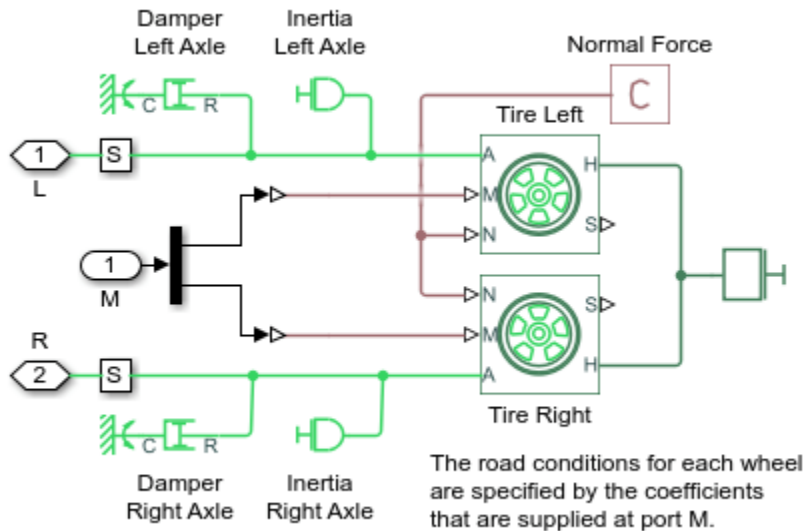 Damper
Left Axle
Inertia
Left Axle
Normal Force
C
C
R
Tire Left
1
S
A
H
L
M
S
N
1
M
N
S
R
M
2
S
A
H
C
R
Tire Right
Damper
Right Axle
Inertia
Right Axle
The road conditions for each wheel
are specified by the coefficients
that are supplied at port M.